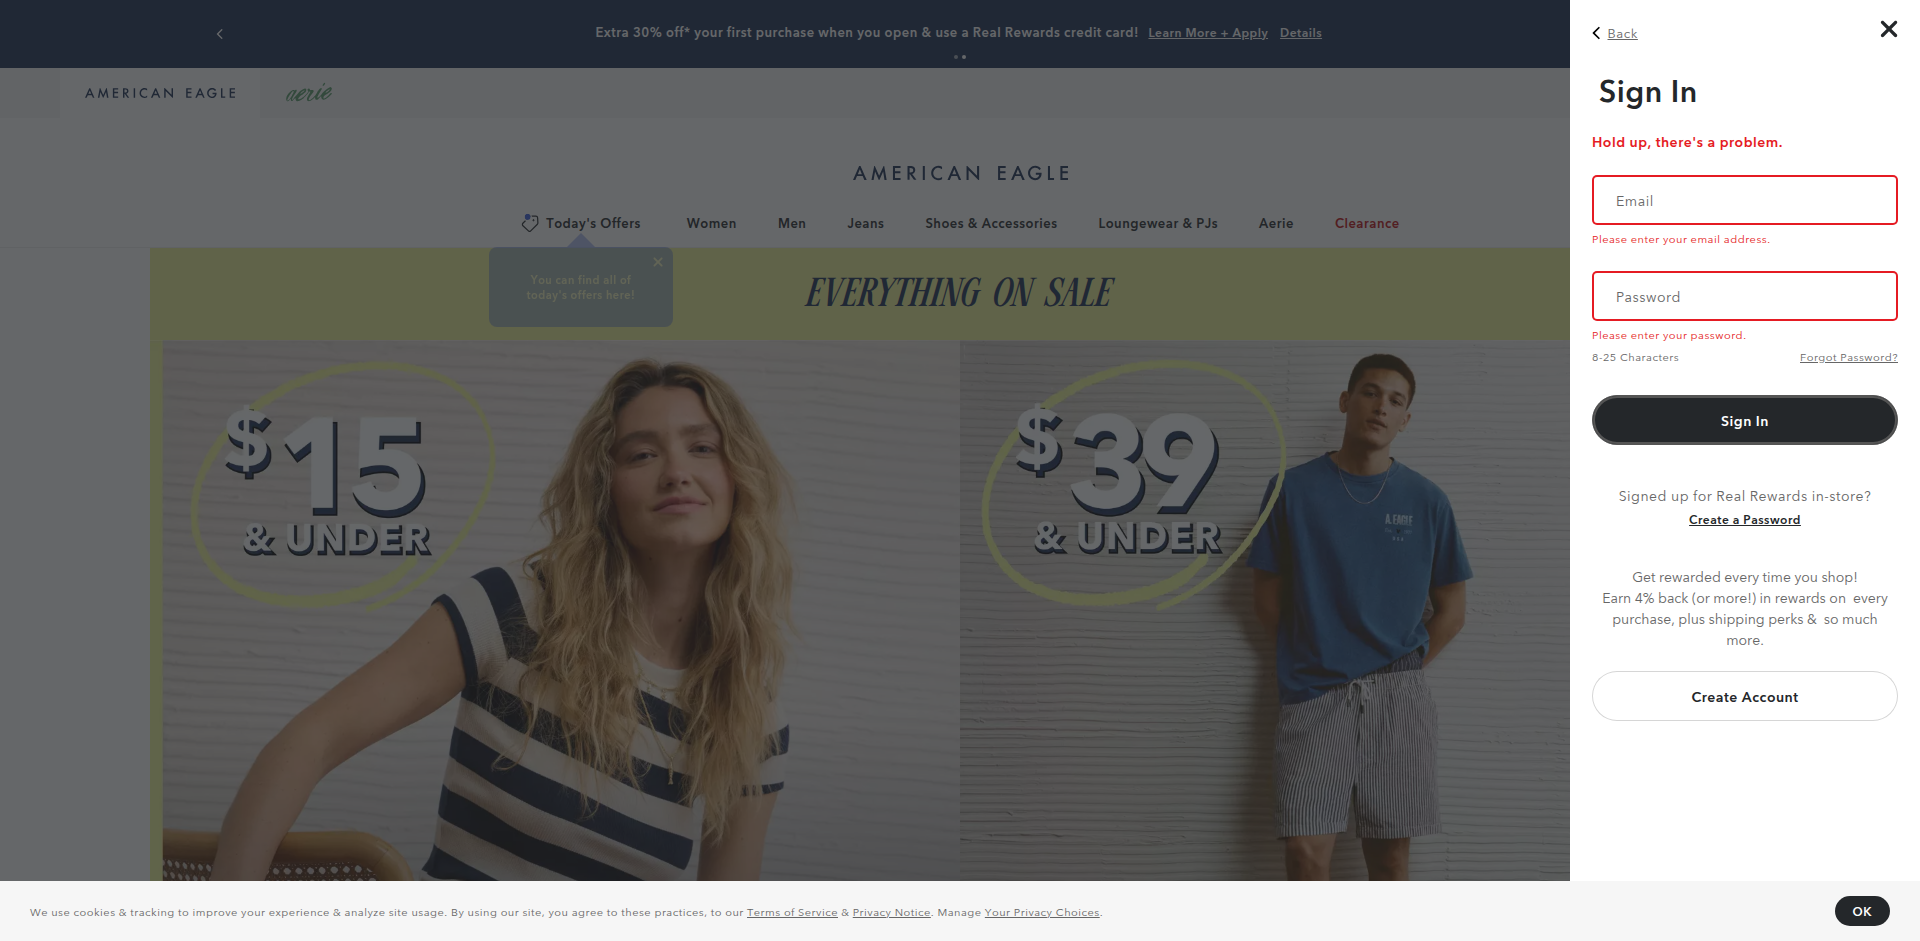 Extra 30% off* your first purchase when you open & use a Real Rewards credit card! Learn More + Apply Details
AMERICAN EAGLE
aerie
AMERICAN EAGLE
Today's Offers
Women
Men
Jeans
Shoes & Accessories
Loungewear & PJs
Aerie
Clearance
You can find all of
today's offers here!
EVERYTHING ON SALE
$15
& UNDER
$39
& UNDER
A. EAGLE
Back
Sign In
Hold up, there's a problem.
Email
Please enter your email address.
Password
Please enter your password.
8-25 Characters
Forgot Password?
Sign In
Signed up for Real Rewards in-store?
Create a Password
Get rewarded every time you shop!
Earn 4% back (or more!) in rewards on every
purchase, plus shipping perks & so much
more.
Create Account
We use cookies & tracking to improve your experience & analyze site usage. By using our site, you agree to these practices, to our Terms of Service & Privacy Notice. Manage Your Privacy Choices.
OK